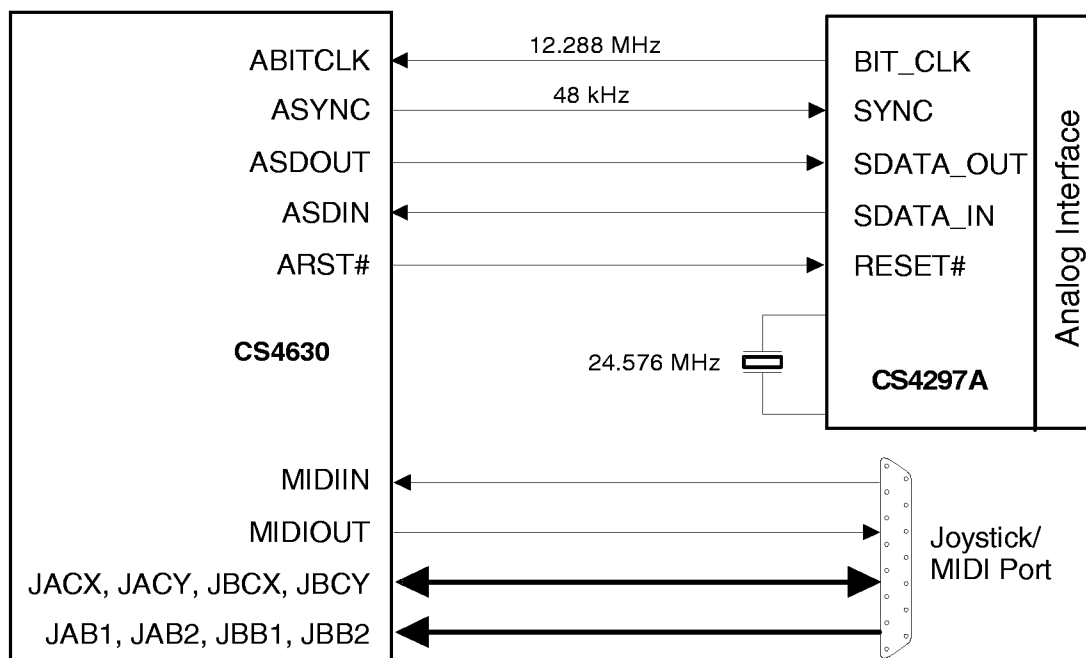 ABITCLK
12.288 MHz
BIT_CLK
ASYNC
48 kHz
SYNC
ASDOUT
SDATA_OUT
ASDIN
SDATA_IN
ARST#
RESET#
Analog Interface
CS4630
24.576 MHz
CS4297A
MIDIIN
MIDIOUT
Joystick/
MIDI Port
JACX, JACY, JBCX, JBCY
JAB1, JAB2, JBB1, JBB2